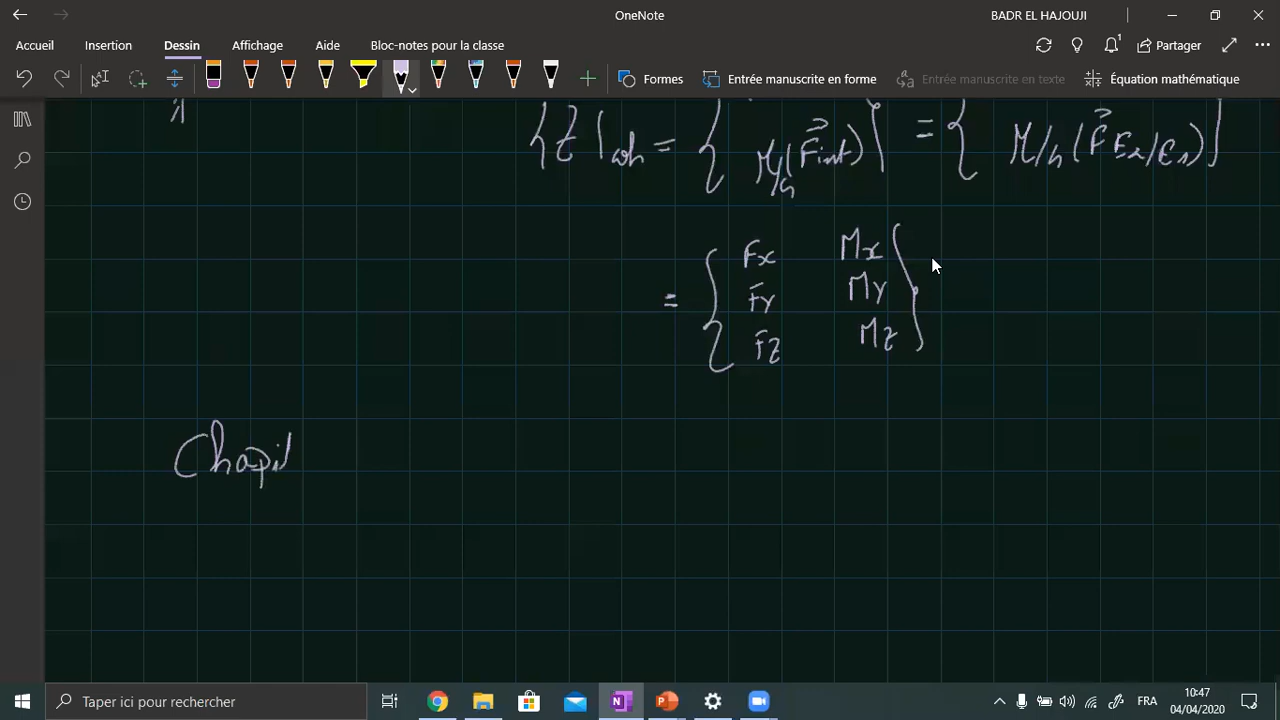 OneNote
BADR EL HAJOUJI
Accueil Insertion Dessin Affichage Aide Bloc-notes pour la classe
Partager
Formes Entrée manuscrite en forme Entrée manuscrite en texte Équation mathématique
{Z}coh = { M/G(Fint) } = { M/G(F E2/E1) }
= { Fx Mx }
Fy My
Fz Mz
Chapit
Taper ici pour rechercher
FRA
10:47
04/04/2020